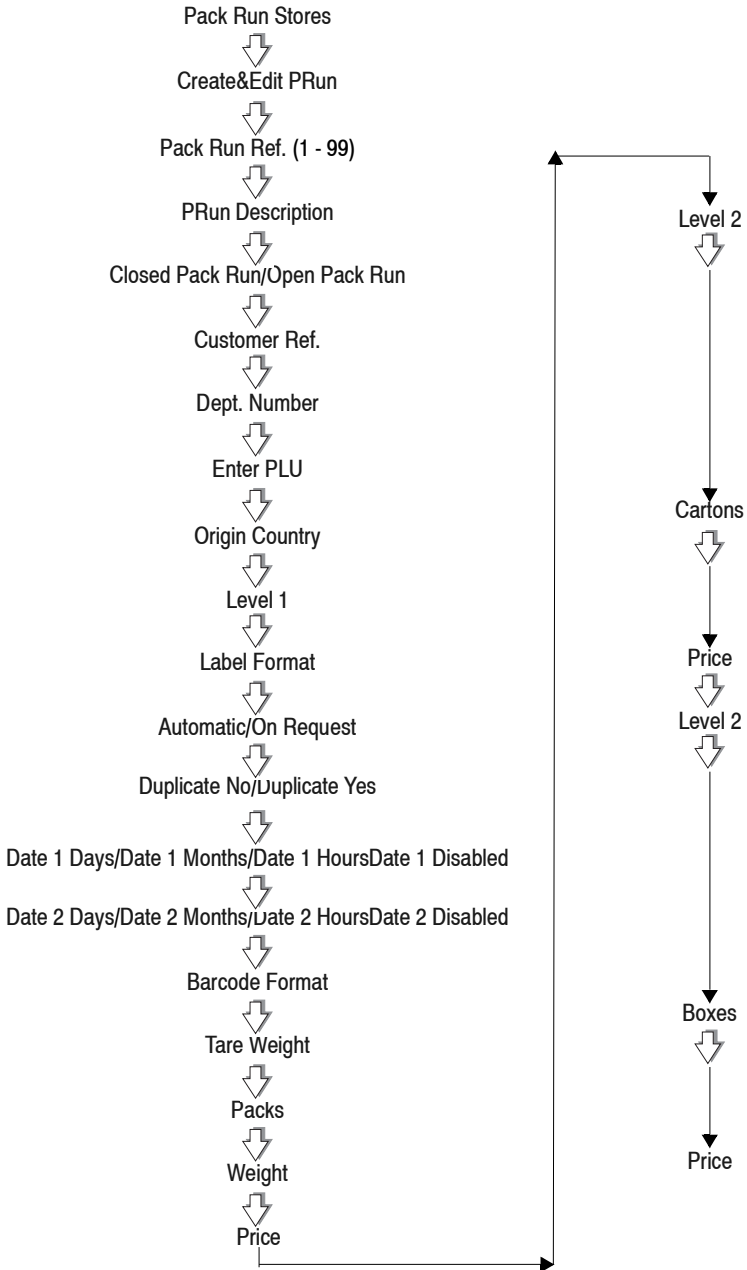 Pack Run Stores
Create&Edit PRun
Pack Run Ref. (1 - 99)
PRun Description
Closed Pack Run/Open Pack Run
Customer Ref.
Dept. Number
Enter PLU
Origin Country
Level 1
Label Format
Automatic/On Request
Duplicate No/Duplicate Yes
Date 1 Days/Date 1 Months/Date 1 HoursDate 1 Disabled
Date 2 Days/Date 2 Months/Date 2 HoursDate 2 Disabled
Barcode Format
Tare Weight
Packs
Weight
Price
Level 2
Cartons
Price
Level 2
Boxes
Price